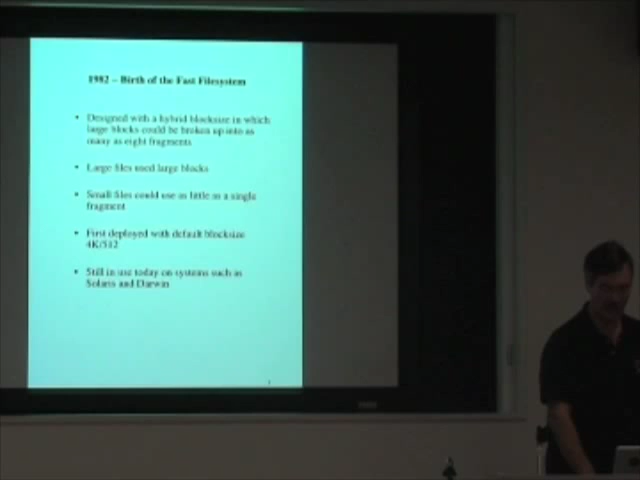 1982 – Birth of the Fast Filesystem
• Designed with a hybrid blocksize in which
large blocks could be broken up into as
many as eight fragments
• Large files used large blocks
• Small files could use as little as a single
fragment
• First deployed with default blocksize
4K/512
• Still in use today on systems such as
Solaris and Darwin